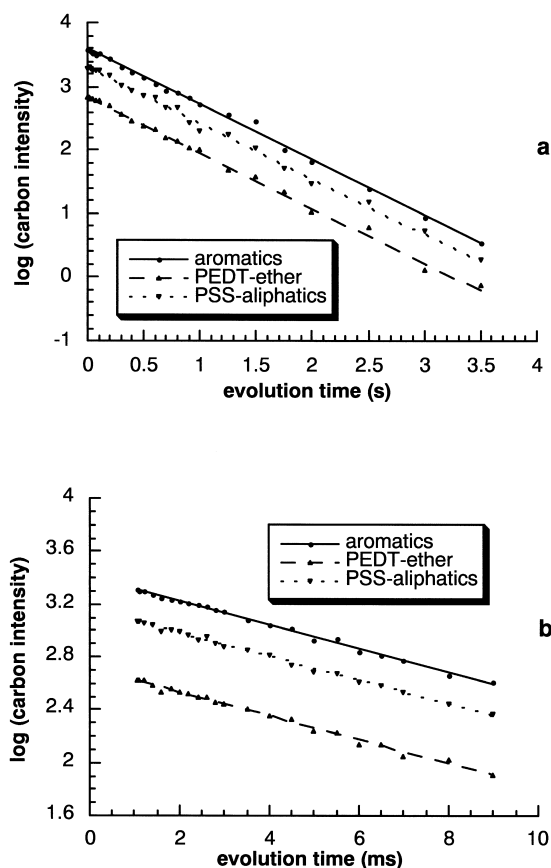 4
3
2
1
0
-1
log (carbon intensity)
a
aromatics
PEDT-ether
PSS-aliphatics
0 0.5 1 1.5 2 2.5 3 3.5 4
evolution time (s)
4
3.6
3.2
2.8
2.4
2
1.6
log (carbon intensity)
aromatics
PEDT-ether
PSS-aliphatics
b
0 2 4 6 8 10
evolution time (ms)